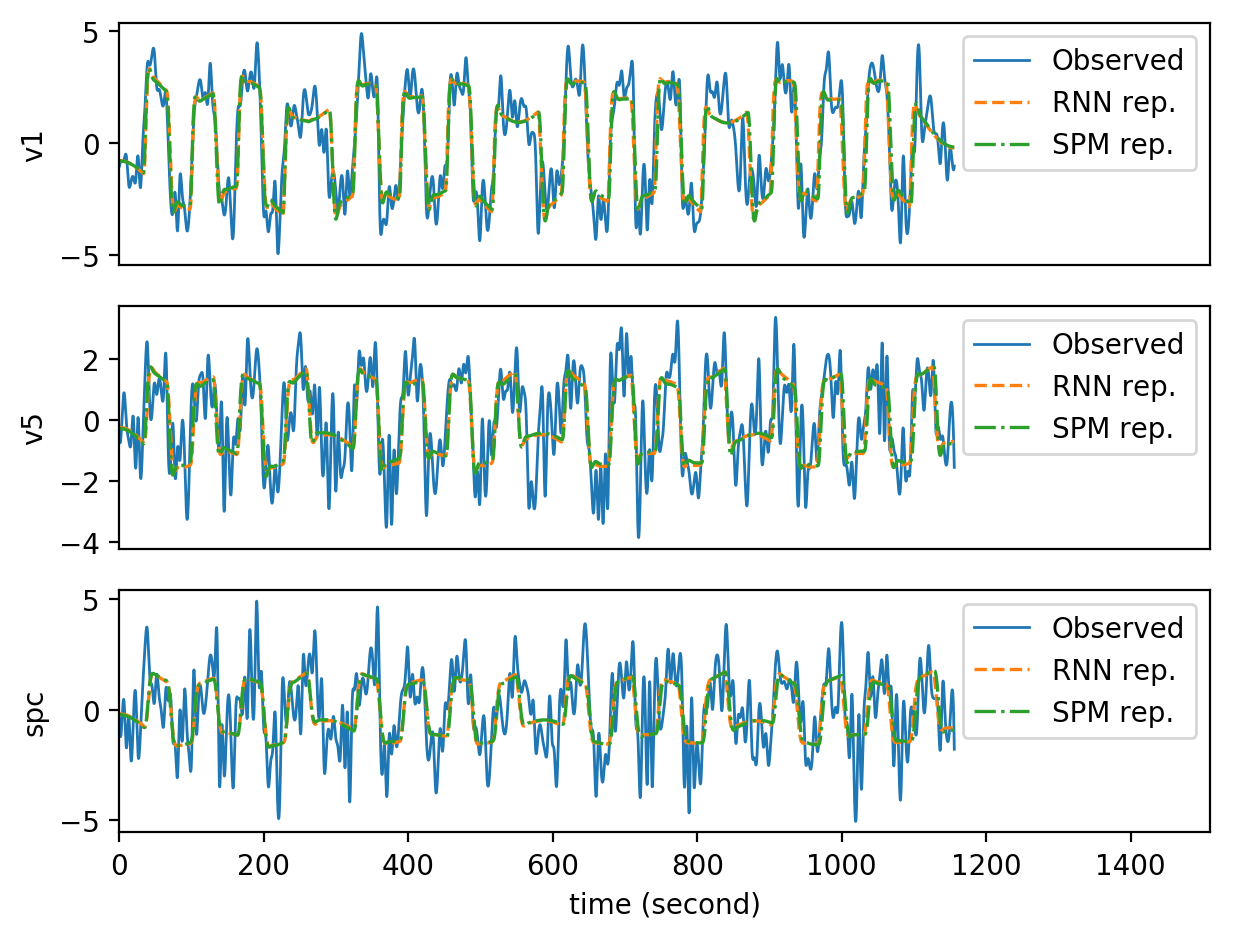 v1
5
0
−5
Observed
RNN rep.
SPM rep.
v5
2
0
−2
−4
Observed
RNN rep.
SPM rep.
spc
5
0
−5
Observed
RNN rep.
SPM rep.
0 200 400 600 800 1000 1200 1400
time (second)